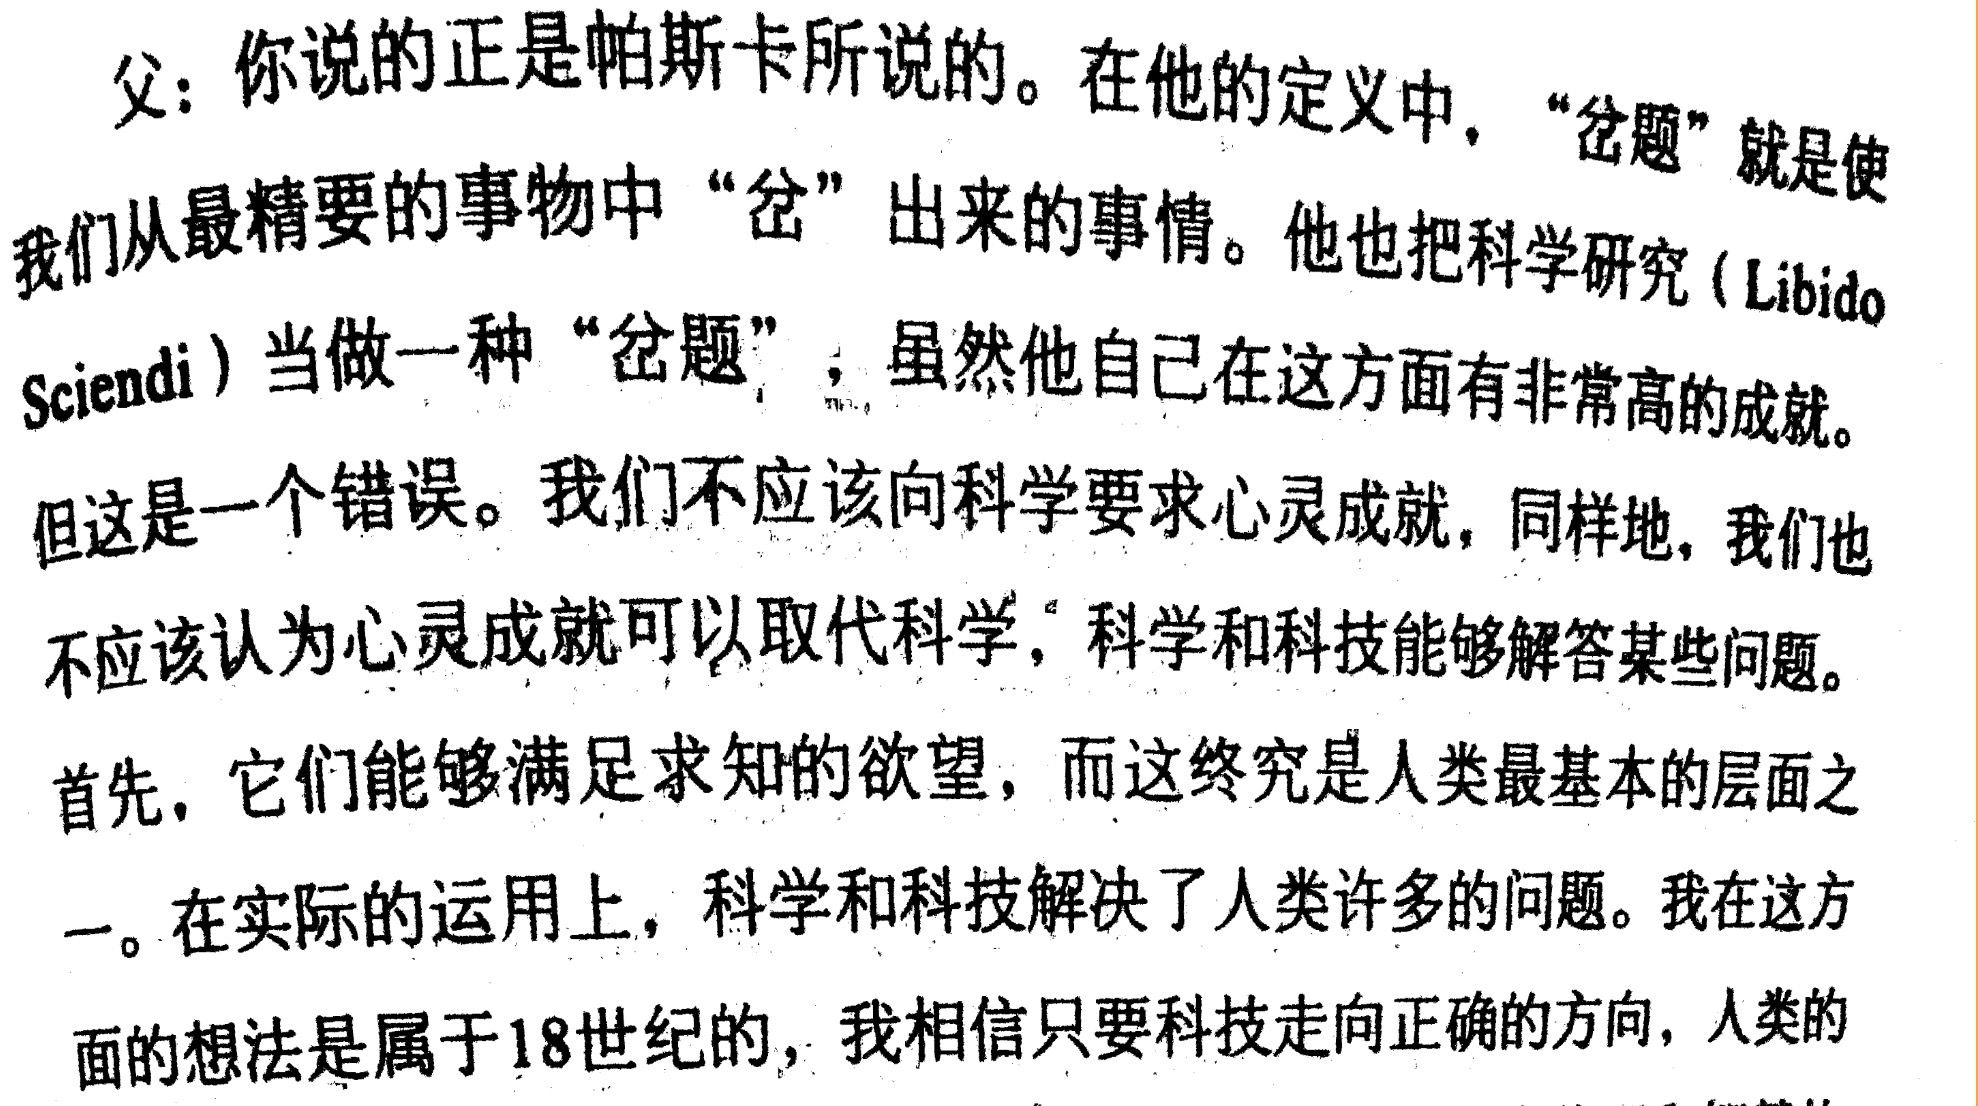 父：你说的正是帕斯卡所说的。在他的定义中，“岔题”就是使
我们从最精要的事物中“岔”出来的事情。他也把科学研究（Libido
Sciendi）当做一种“岔题”，虽然他自己在这方面有非常高的成就。
但这是一个错误。我们不应该向科学要求心灵成就，同样地，我们也
不应该认为心灵成就可以取代科学，科学和科技能够解答某些问题。
首先，它们能够满足求知的欲望，而这终究是人类最基本的层面之
一。在实际的运用上，科学和科技解决了人类许多的问题。我在这方
面的想法是属于18世纪的，我相信只要科技走向正确的方向，人类的